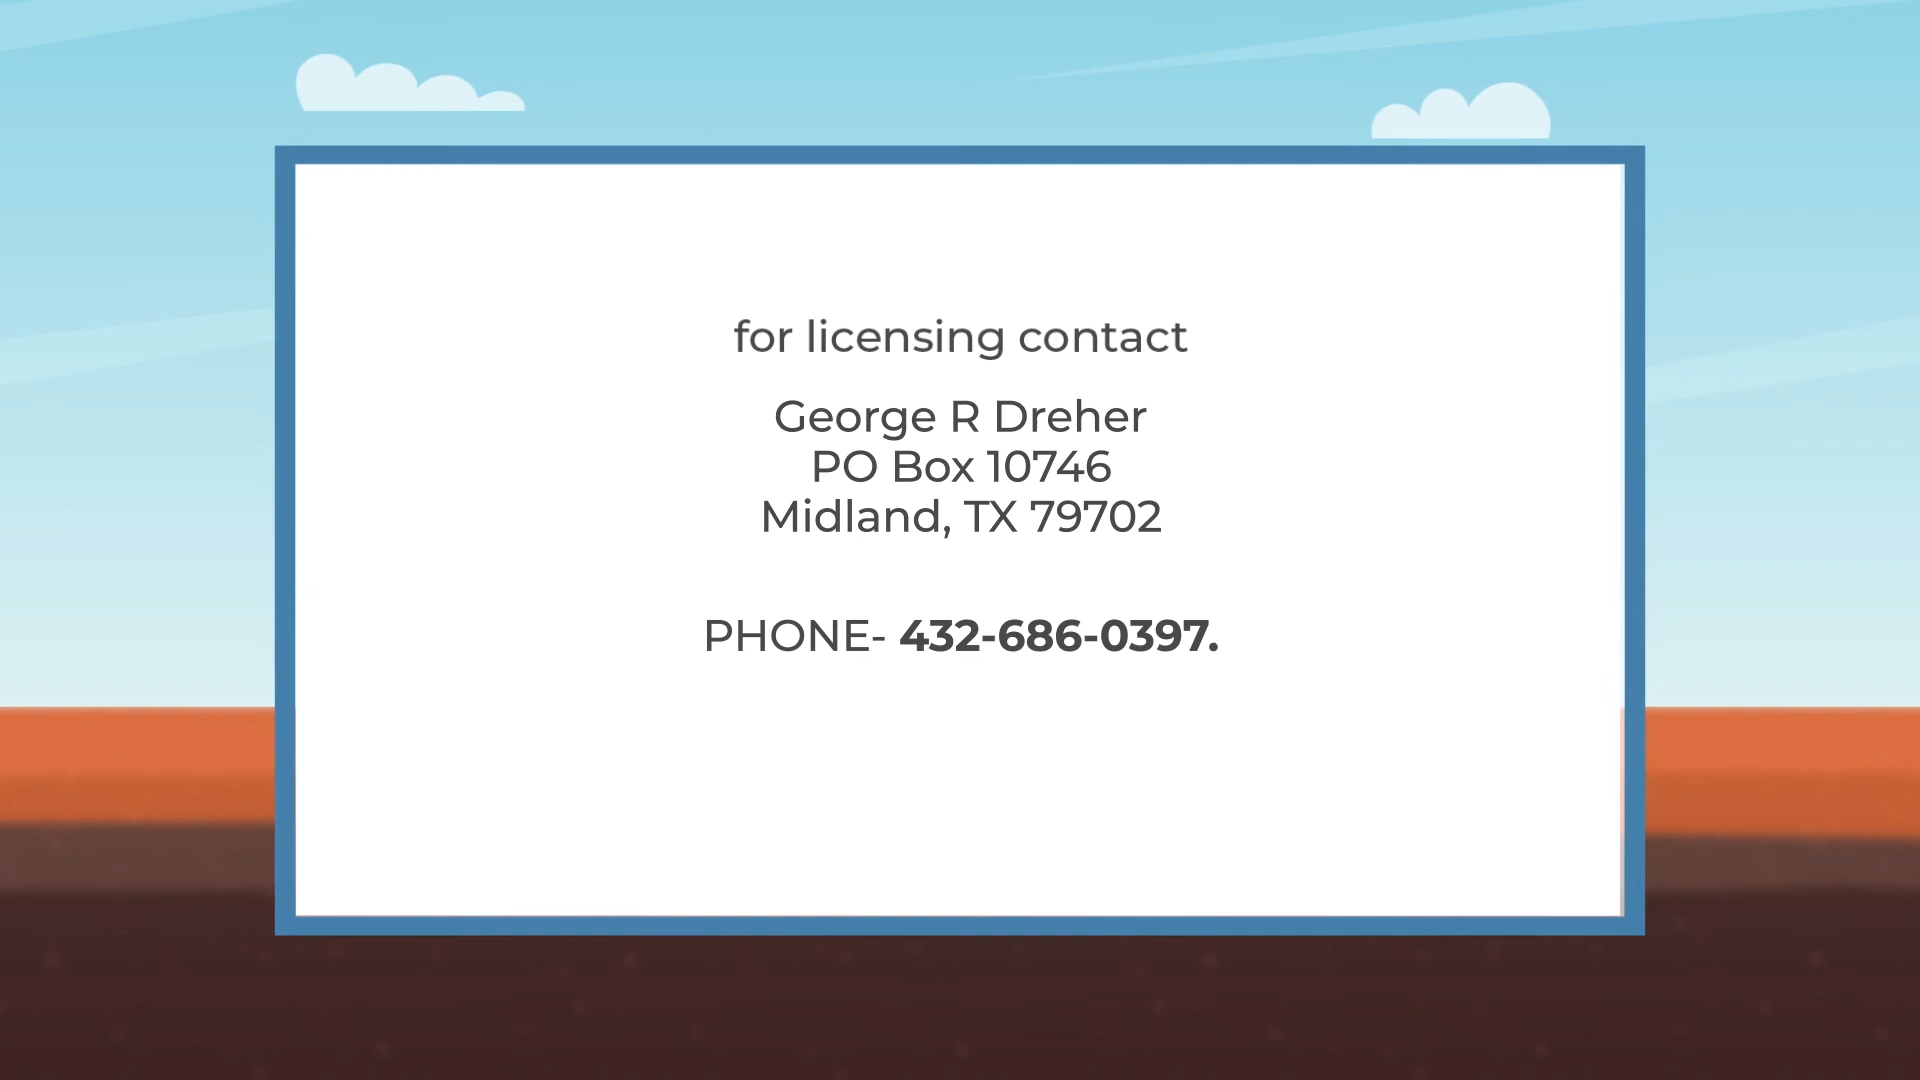 for licensing contact
George R Dreher
PO Box 10746
Midland, TX 79702
PHONE- 432-686-0397.